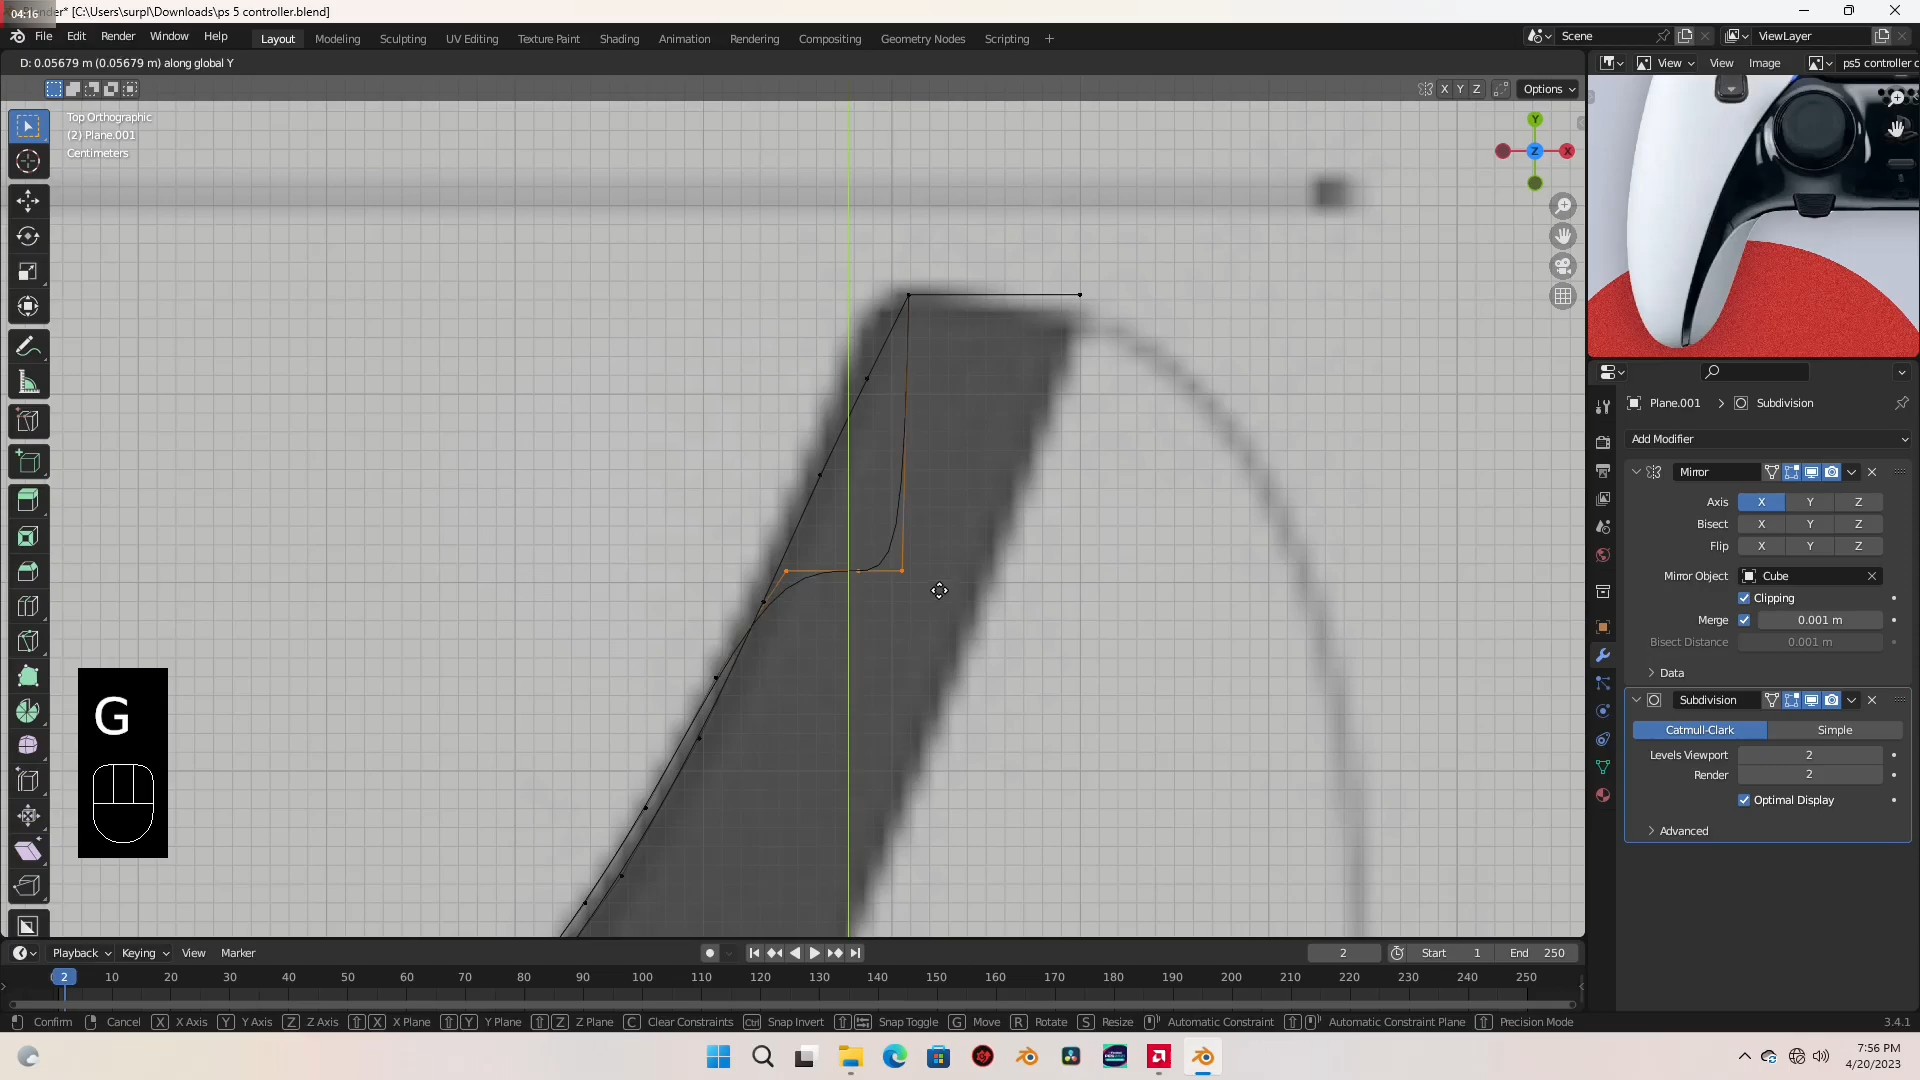 04:16
nder* [C:\Users\surpl\Downloads\ps 5 controller.blend]
File Edit Render Window Help
Layout Modeling Sculpting UV Editing Texture Paint Shading Animation Rendering Compositing Geometry Nodes Scripting +
Scene
ViewLayer
D: 0.05679 m (0.05679 m) along global Y
View View Image ps5 controller c
X Y Z Options
Top Orthographic
(2) Plane.001
Centimeters
Y
X
Z
G
Plane.001 > Subdivision
Add Modifier
Mirror
Axis X Y Z
Bisect X Y Z
Flip X Y Z
Mirror Object Cube
Clipping
Merge 0.001 m
Bisect Distance 0.001 m
Data
Subdivision
Catmull-Clark Simple
Levels Viewport 2
Render 2
Optimal Display
Advanced
Playback Keying View Marker
2 Start 1 End 250
2 10 20 30 40 50 60 70 80 90 100 110 120 130 140 150 160 170 180 190 200 210 220 230 240 250
Confirm Cancel X X Axis Y Y Axis Z Z Axis X X Plane Y Y Plane Z Z Plane C Clear Constraints Ctrl Snap Invert Snap Toggle G Move R Rotate S Resize Automatic Constraint Automatic Constraint Plane Precision Mode 3.4.1
7:56 PM
4/20/2023